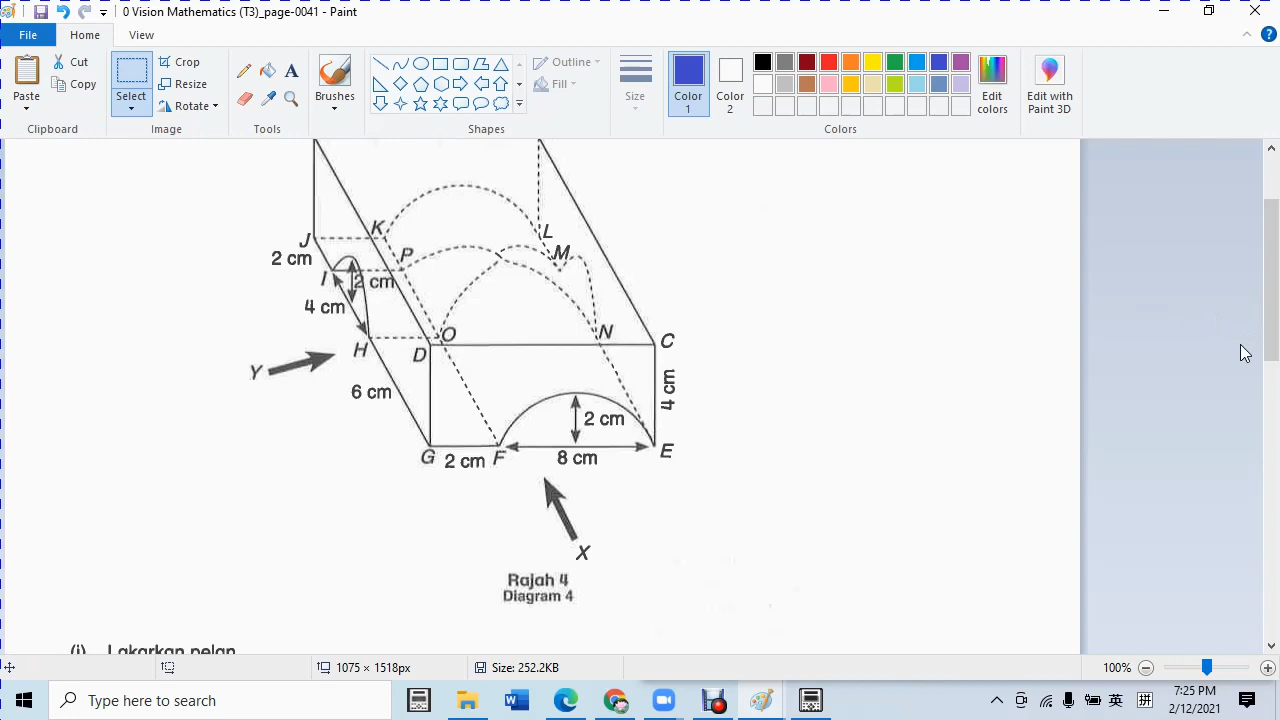 0 Vision Mathematics (T3)_page-0041 - Paint
File Home View
Paste
Cut
Copy
Clipboard
Select
Crop
Resize
Rotate
Image
A
Tools
Brushes
Shapes
Outline
Fill
Size
Color
1
Color
2
Edit
colors
Colors
Edit with
Paint 3D
J
K
L
M
P
2 cm
I
2 cm
4 cm
O
N
H
D
C
Y
6 cm
4 cm
2 cm
G
2 cm
F
8 cm
E
X
Rajah 4
Diagram 4
(i) Lakarkan pelan
1075 × 1518px
Size: 252.2KB
100%
Type here to search
英
拼
7:25 PM
2/12/2021